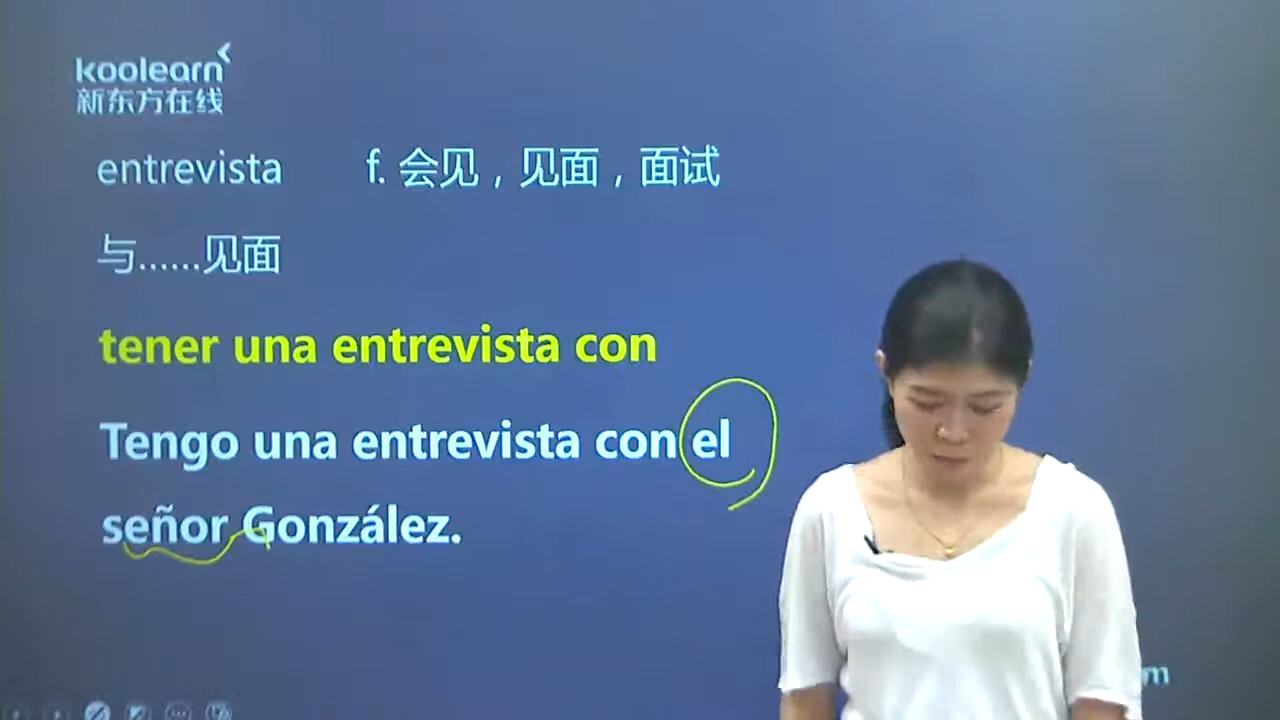 koolearn
新东方在线
entrevista f. 会见，见面，面试
与……见面
tener una entrevista con
Tengo una entrevista con el
señor González.